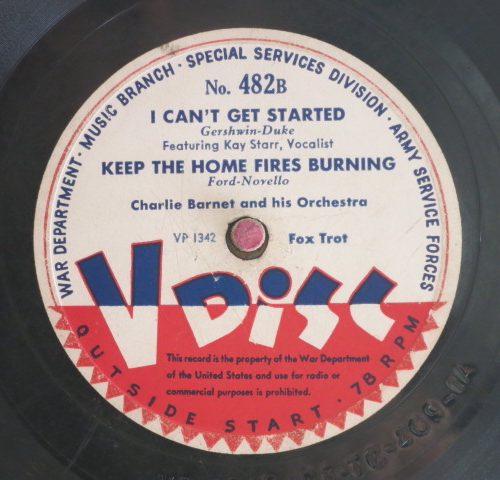 WAR DEPARTMENT · MUSIC BRANCH · SPECIAL SERVICES DIVISION · ARMY SERVICE FORCES
No. 482B
I CAN'T GET STARTED
Gershwin-Duke
Featuring Kay Starr, Vocalist
KEEP THE HOME FIRES BURNING
Ford-Novello
Charlie Barnet and his Orchestra
VP 1342 Fox Trot
V DISC
This record is the property of the War Department
of the United States and use for radio or
commercial purposes is prohibited.
OUTSIDE START · 78 RPM